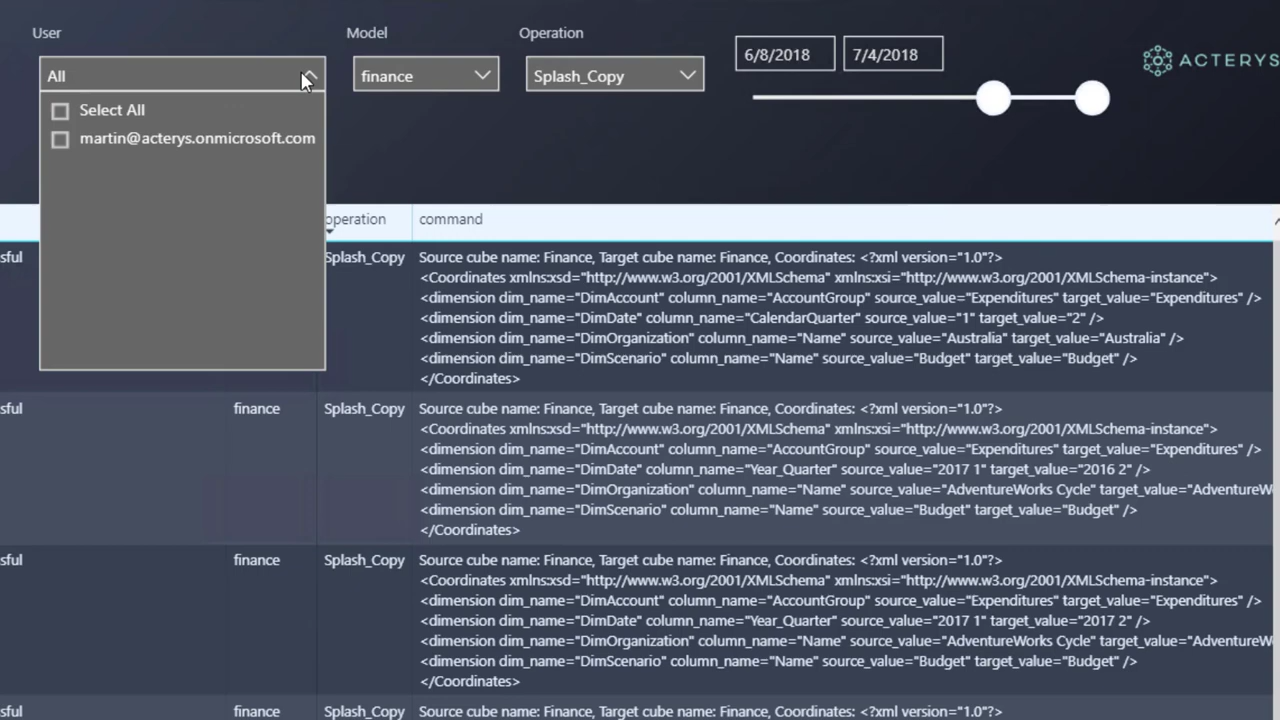 User
Model
Operation
All
finance
Splash_Copy
6/8/2018
7/4/2018
ACTERYS
Select All
martin@acterys.onmicrosoft.com
operation
command
sful
Splash_Copy
Source cube name: Finance, Target cube name: Finance, Coordinates: <?xml version="1.0"?>
<Coordinates xmlns:xsd="http://www.w3.org/2001/XMLSchema" xmlns:xsi="http://www.w3.org/2001/XMLSchema-instance">
<dimension dim_name="DimAccount" column_name="AccountGroup" source_value="Expenditures" target_value="Expenditures" />
<dimension dim_name="DimDate" column_name="CalendarQuarter" source_value="1" target_value="2" />
<dimension dim_name="DimOrganization" column_name="Name" source_value="Australia" target_value="Australia" />
<dimension dim_name="DimScenario" column_name="Name" source_value="Budget" target_value="Budget" />
</Coordinates>
sful
finance
Splash_Copy
Source cube name: Finance, Target cube name: Finance, Coordinates: <?xml version="1.0"?>
<Coordinates xmlns:xsd="http://www.w3.org/2001/XMLSchema" xmlns:xsi="http://www.w3.org/2001/XMLSchema-instance">
<dimension dim_name="DimAccount" column_name="AccountGroup" source_value="Expenditures" target_value="Expenditures" />
<dimension dim_name="DimDate" column_name="Year_Quarter" source_value="2017 1" target_value="2016 2" />
<dimension dim_name="DimOrganization" column_name="Name" source_value="AdventureWorks Cycle" target_value="AdventureW
<dimension dim_name="DimScenario" column_name="Name" source_value="Budget" target_value="Budget" />
</Coordinates>
sful
finance
Splash_Copy
Source cube name: Finance, Target cube name: Finance, Coordinates: <?xml version="1.0"?>
<Coordinates xmlns:xsd="http://www.w3.org/2001/XMLSchema" xmlns:xsi="http://www.w3.org/2001/XMLSchema-instance">
<dimension dim_name="DimAccount" column_name="AccountGroup" source_value="Expenditures" target_value="Expenditures" />
<dimension dim_name="DimDate" column_name="Year_Quarter" source_value="2017 1" target_value="2017 2" />
<dimension dim_name="DimOrganization" column_name="Name" source_value="AdventureWorks Cycle" target_value="AdventureW
<dimension dim_name="DimScenario" column_name="Name" source_value="Budget" target_value="Budget" />
</Coordinates>
sful
finance
Splash_Copy
Source cube name: Finance, Target cube name: Finance, Coordinates: <?xml version="1.0"?>